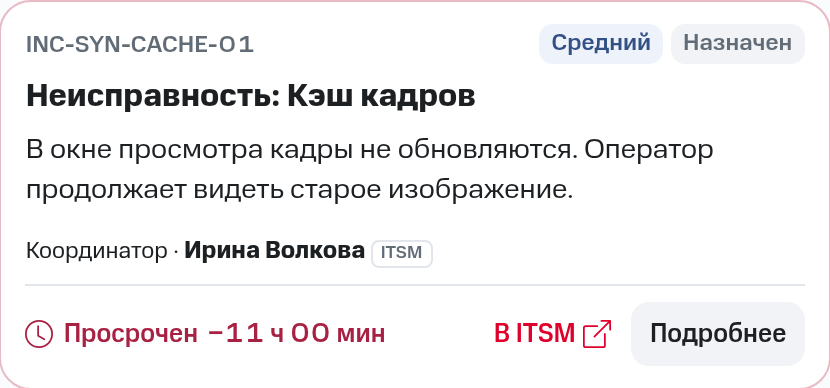 INC-SYN-CACHE-01
Средний
Назначен
Неисправность: Кэш кадров
В окне просмотра кадры не обновляются. Оператор
продолжает видеть старое изображение.
Координатор · Ирина Волкова ITSM
Просрочен −11 ч 00 мин
В ITSM
Подробнее